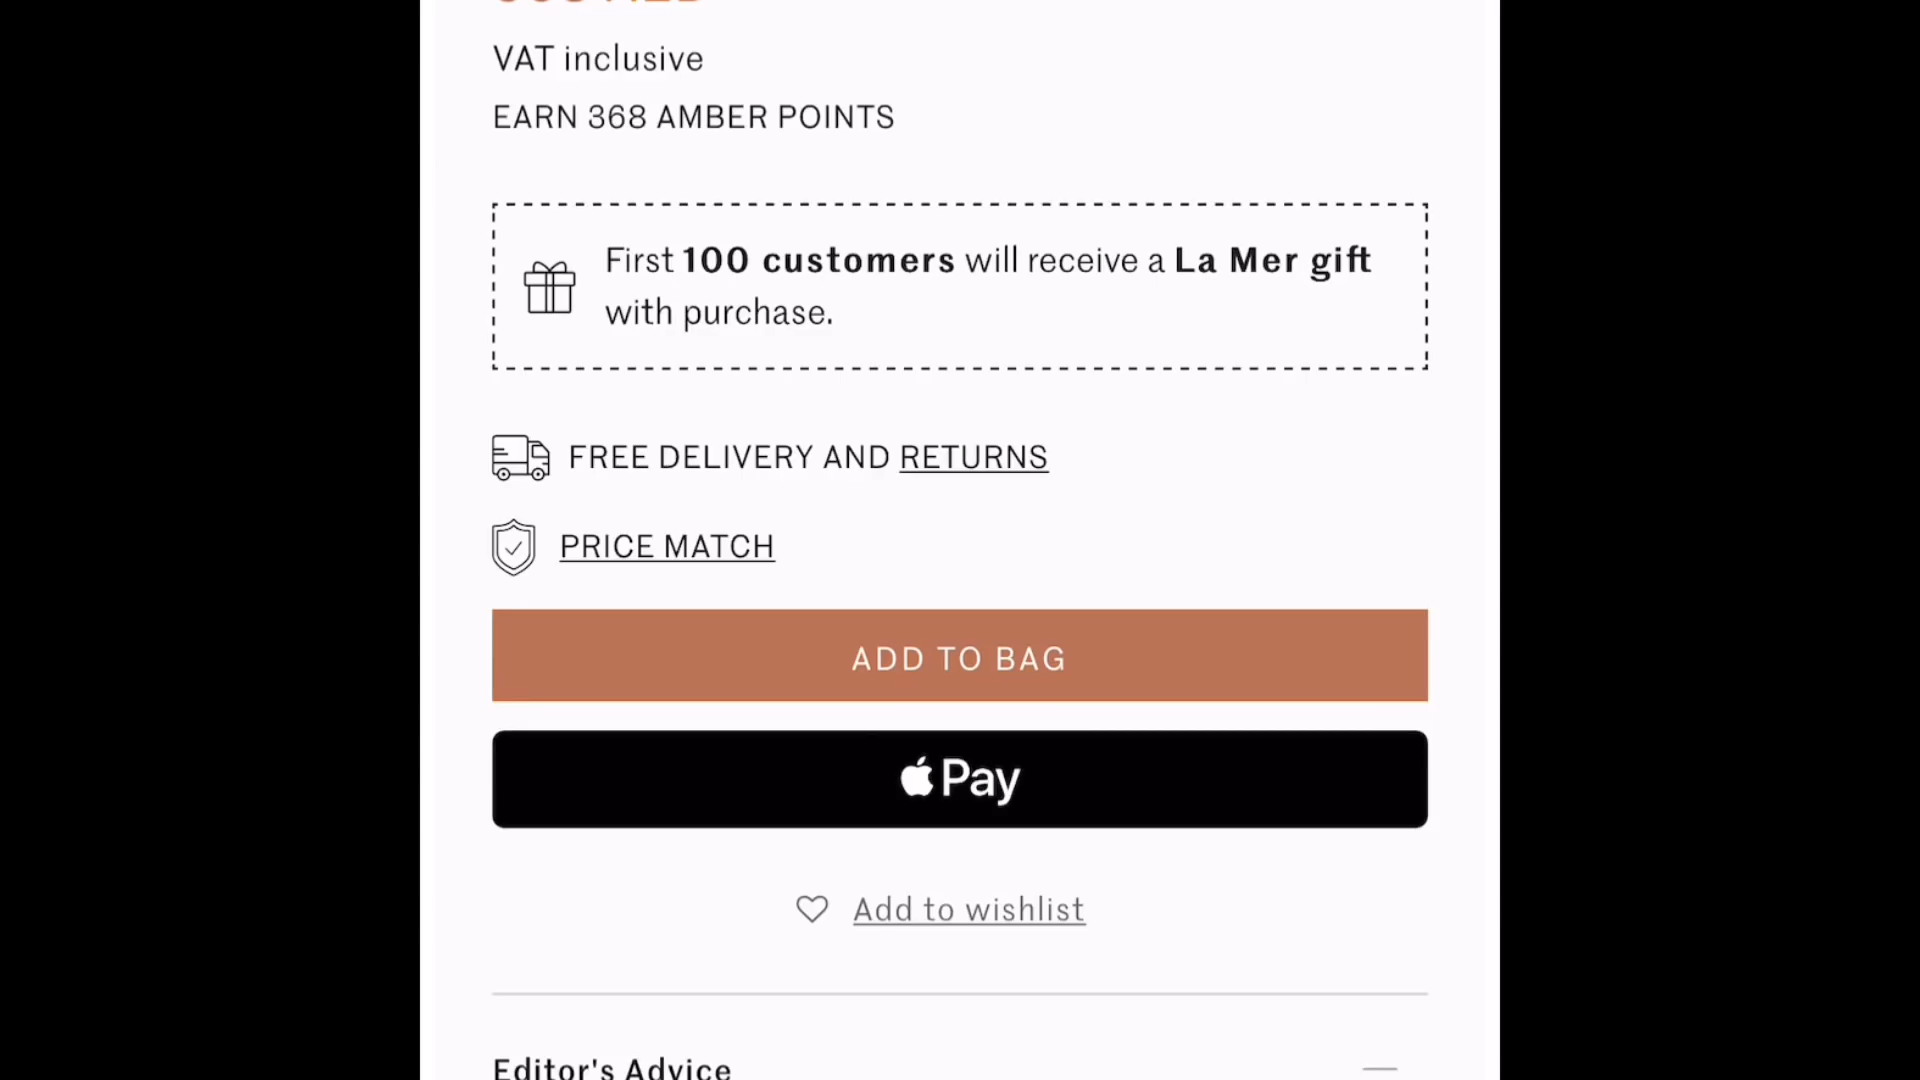 VAT inclusive
EARN 368 AMBER POINTS
First 100 customers will receive a La Mer gift
with purchase.
FREE DELIVERY AND RETURNS
PRICE MATCH
ADD TO BAG
Pay
Add to wishlist
Editor's Advice